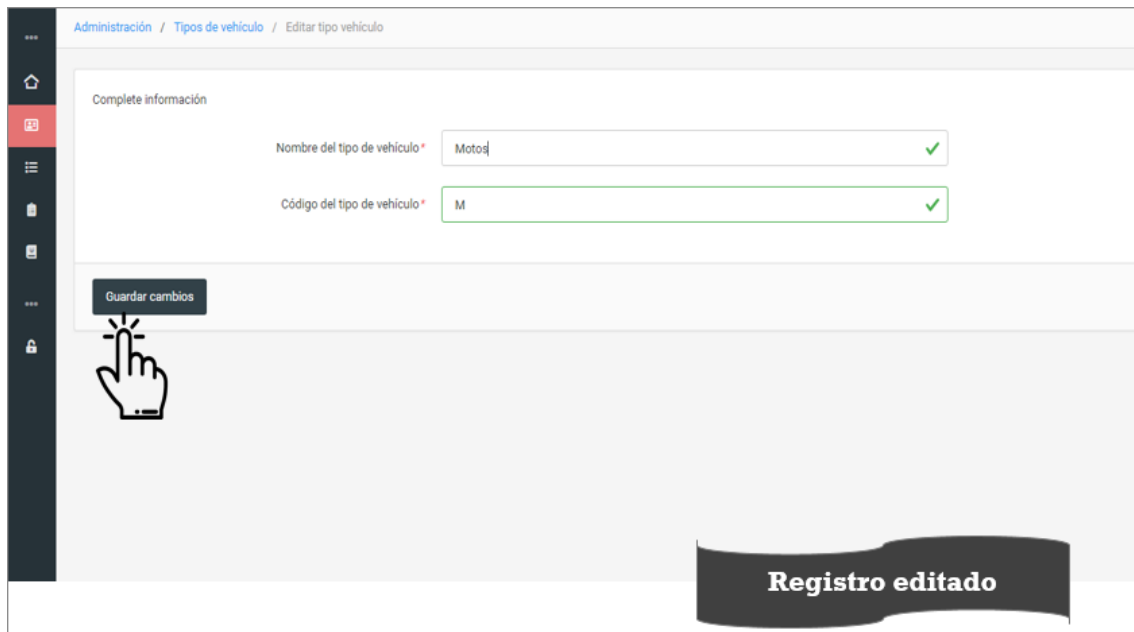 Administración / Tipos de vehículo / Editar tipo vehículo
Complete información
Nombre del tipo de vehículo* Motos
Código del tipo de vehículo* M
Guardar cambios
Registro editado